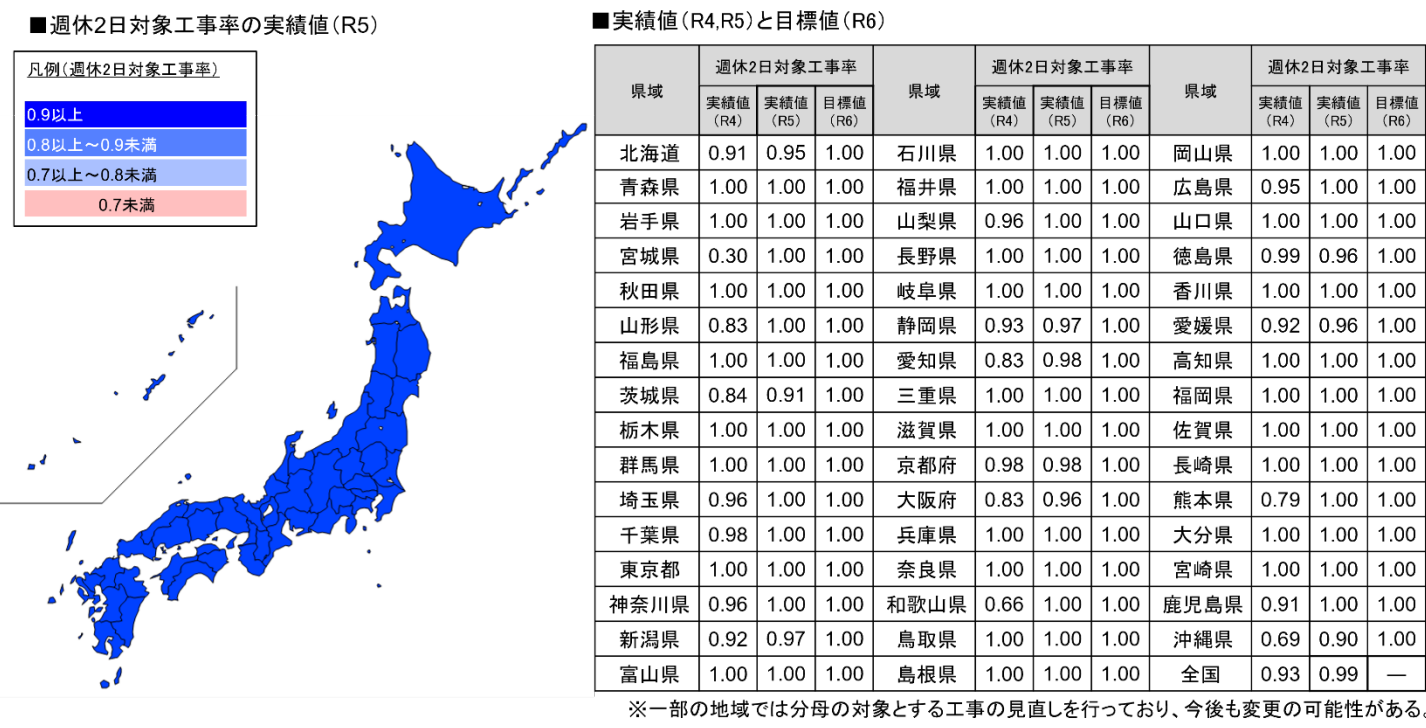 ■週休2日対象工事率の実績値(R5)
凡例(週休2日対象工事率)
0.9以上
0.8以上～0.9未満
0.7以上～0.8未満
0.7未満
■実績値(R4,R5)と目標値(R6)
県域 週休2日対象工事率 県域 週休2日対象工事率 県域 週休2日対象工事率
実績値(R4) 実績値(R5) 目標値(R6) 実績値(R4) 実績値(R5) 目標値(R6) 実績値(R4) 実績値(R5) 目標値(R6)
北海道 0.91 0.95 1.00 石川県 1.00 1.00 1.00 岡山県 1.00 1.00 1.00
青森県 1.00 1.00 1.00 福井県 1.00 1.00 1.00 広島県 0.95 1.00 1.00
岩手県 1.00 1.00 1.00 山梨県 0.96 1.00 1.00 山口県 1.00 1.00 1.00
宮城県 0.30 1.00 1.00 長野県 1.00 1.00 1.00 徳島県 0.99 0.96 1.00
秋田県 1.00 1.00 1.00 岐阜県 1.00 1.00 1.00 香川県 1.00 1.00 1.00
山形県 0.83 1.00 1.00 静岡県 0.93 0.97 1.00 愛媛県 0.92 0.96 1.00
福島県 1.00 1.00 1.00 愛知県 0.83 0.98 1.00 高知県 1.00 1.00 1.00
茨城県 0.84 0.91 1.00 三重県 1.00 1.00 1.00 福岡県 1.00 1.00 1.00
栃木県 1.00 1.00 1.00 滋賀県 1.00 1.00 1.00 佐賀県 1.00 1.00 1.00
群馬県 1.00 1.00 1.00 京都府 0.98 0.98 1.00 長崎県 1.00 1.00 1.00
埼玉県 0.96 1.00 1.00 大阪府 0.83 0.96 1.00 熊本県 0.79 1.00 1.00
千葉県 0.98 1.00 1.00 兵庫県 1.00 1.00 1.00 大分県 1.00 1.00 1.00
東京都 1.00 1.00 1.00 奈良県 1.00 1.00 1.00 宮崎県 1.00 1.00 1.00
神奈川県 0.96 1.00 1.00 和歌山県 0.66 1.00 1.00 鹿児島県 0.91 1.00 1.00
新潟県 0.92 0.97 1.00 鳥取県 1.00 1.00 1.00 沖縄県 0.69 0.90 1.00
富山県 1.00 1.00 1.00 島根県 1.00 1.00 1.00 全国 0.93 0.99 ―
※一部の地域では分母の対象とする工事の見直しを行っており、今後も変更の可能性がある。